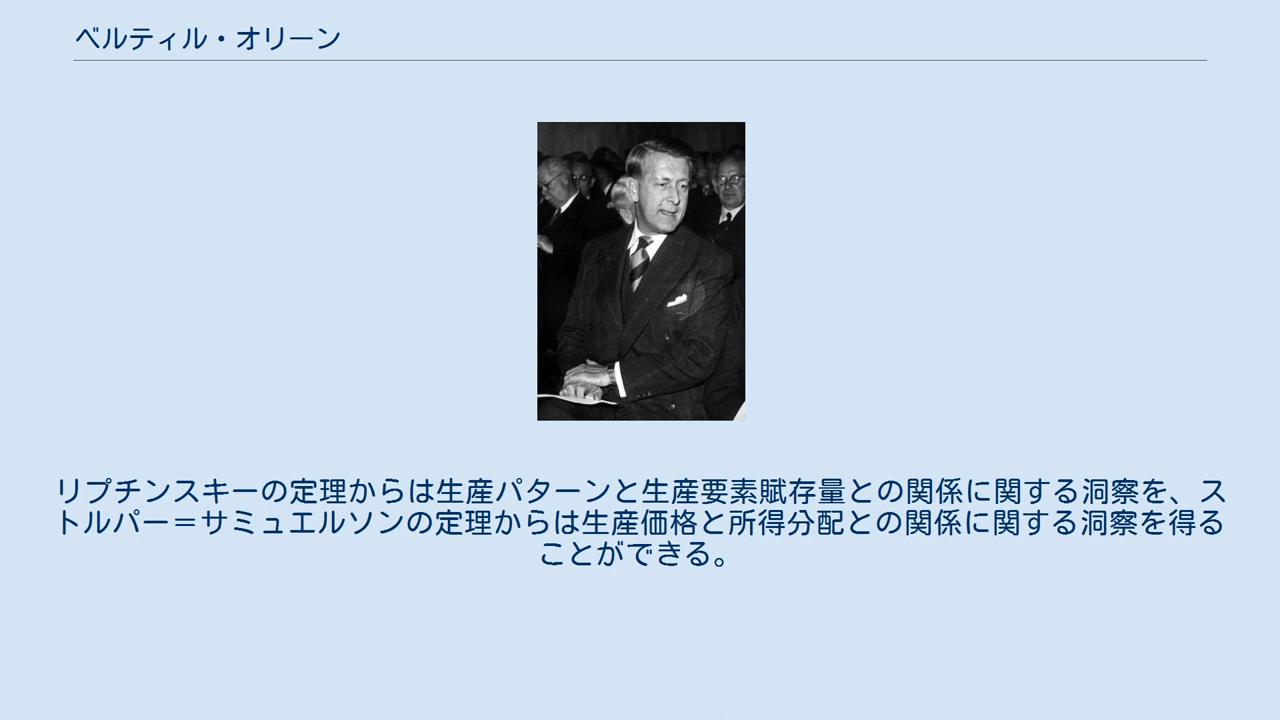 ベルティル・オリーン
リプチンスキーの定理からは生産パターンと生産要素賦存量との関係に関する洞察を、ス
トルパー＝サミュエルソンの定理からは生産価格と所得分配との関係に関する洞察を得る
ことができる。